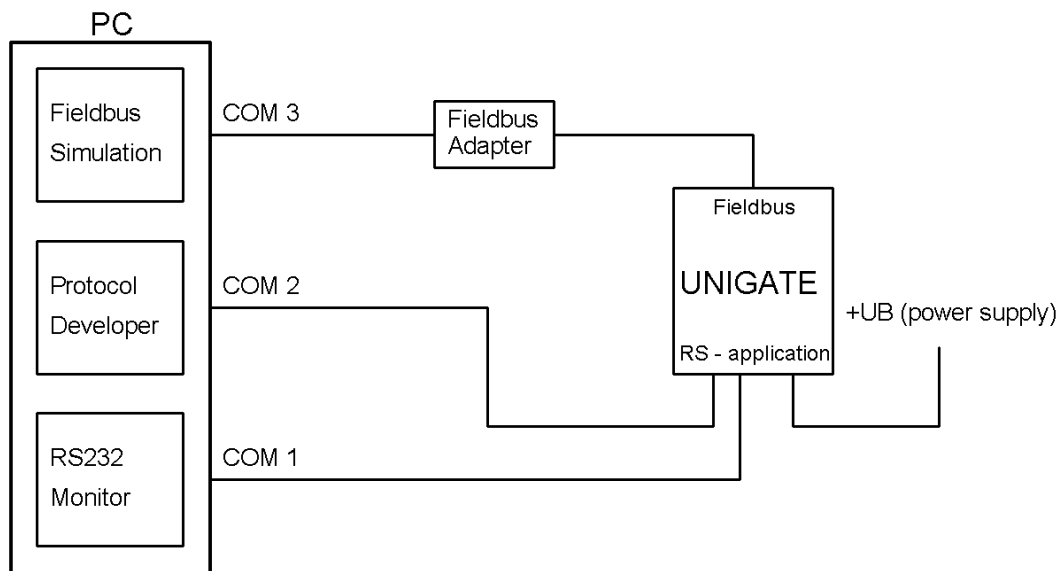 PC
Fieldbus
Simulation
COM 3
Fieldbus
Adapter
Fieldbus
UNIGATE
RS - application
+UB (power supply)
Protocol
Developer
COM 2
RS232
Monitor
COM 1